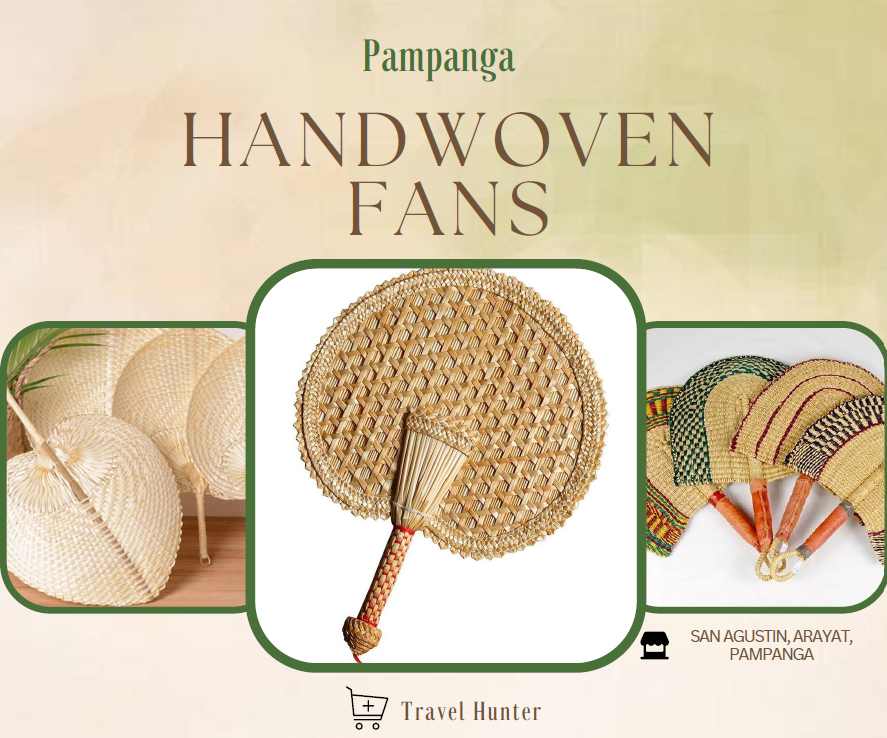 Pampanga
HANDWOVEN
FANS
SAN AGUSTIN, ARAYAT,
PAMPANGA
Travel Hunter